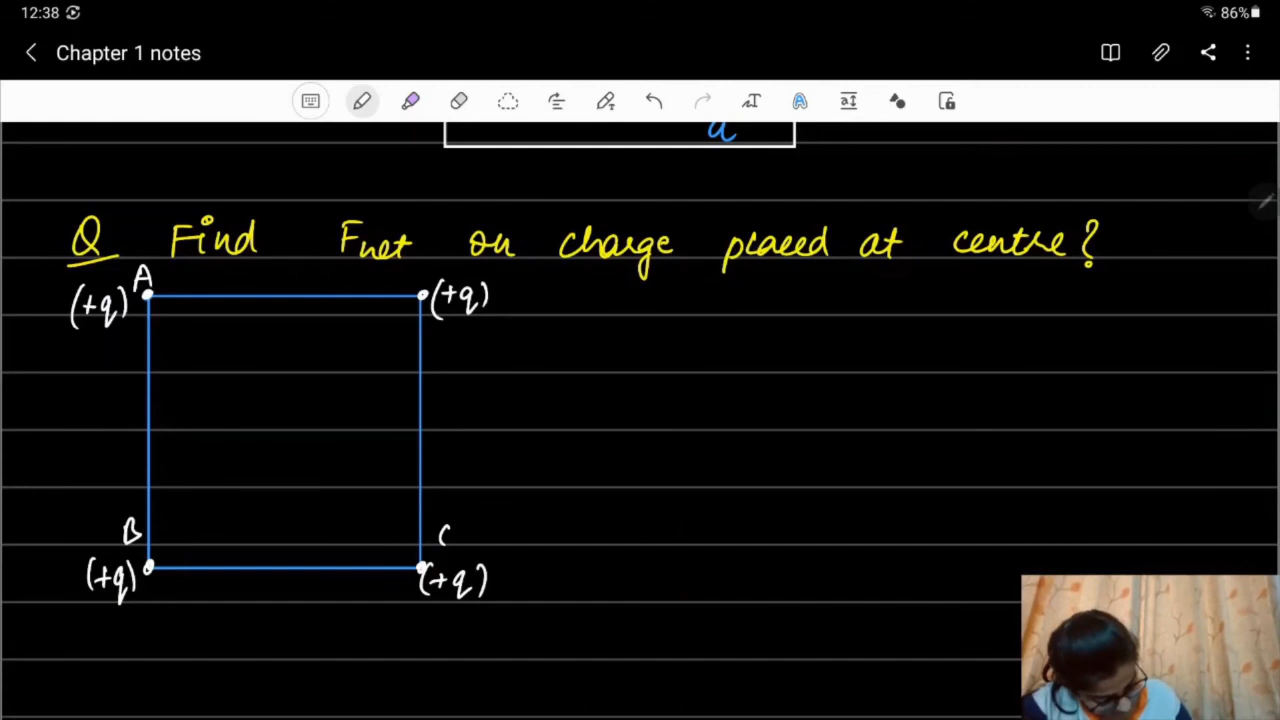 12:38
86%
Chapter 1 notes
a
Q Find Fnet on charge placed at centre?
A
(+q) (+q)
B C
(+q) (+q)